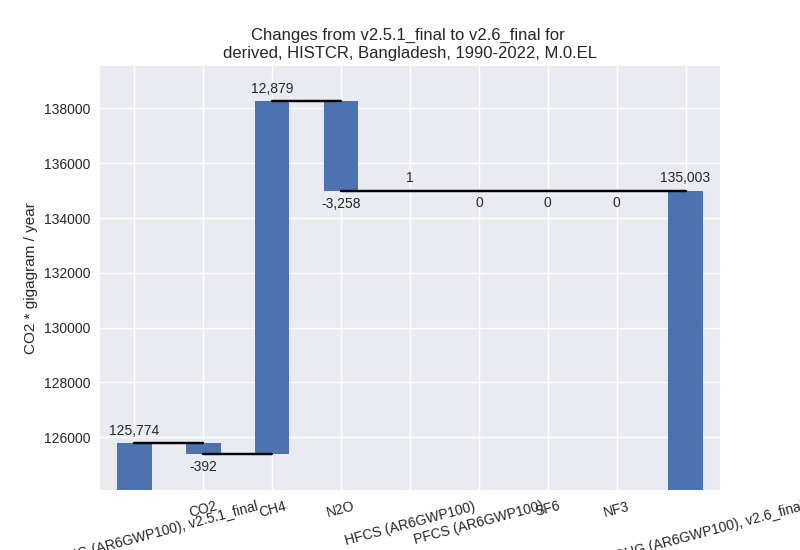 Changes from v2.5.1_final to v2.6_final for
derived, HISTCR, Bangladesh, 1990-2022, M.0.EL
CO2 * gigagram / year
138000
136000
134000
132000
130000
128000
126000
125,774
-392
12,879
-3,258
1
0
0
0
135,003
(AR6GWP100), v2.5.1_final
CO2
CH4
N2O
HFCS (AR6GWP100)
PFCS (AR6GWP100)
SF6
NF3
(AR6GWP100), v2.6_final